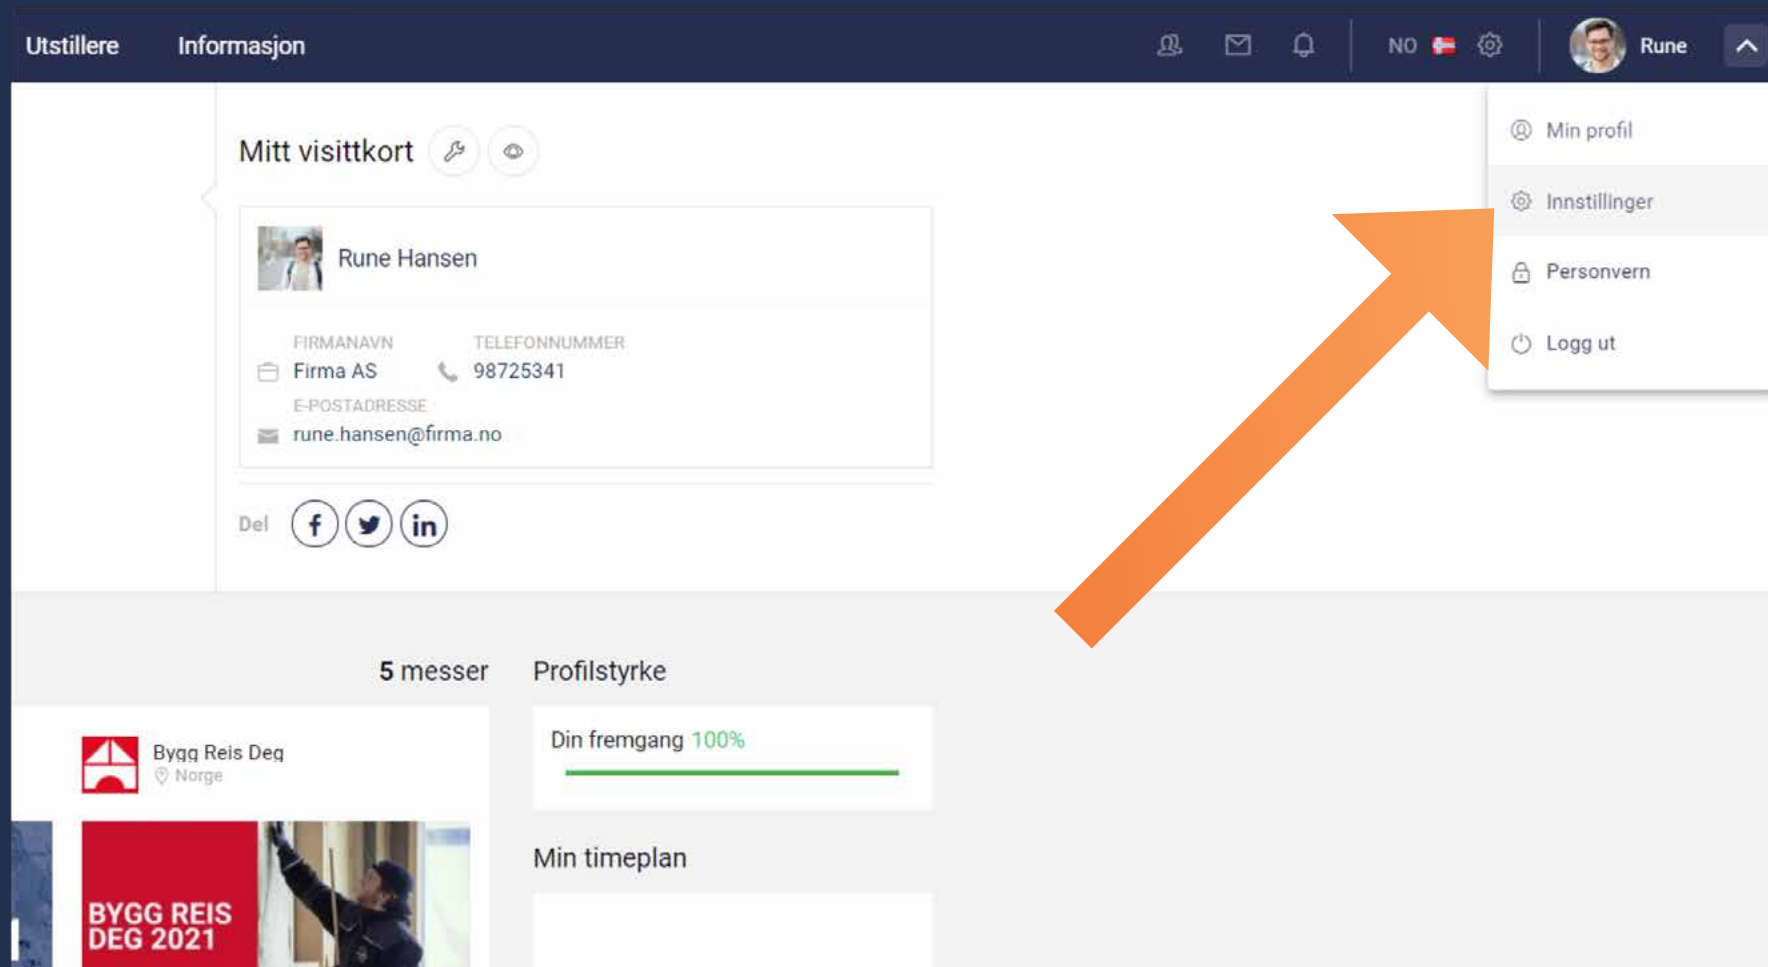 Utstillere Informasjon NO Rune
Min profil
Innstillinger
Personvern
Logg ut
Mitt visittkort
Rune Hansen
FIRMANAVN TELEFONNUMMER
Firma AS 98725341
E-POSTADRESSE
rune.hansen@firma.no
Del
5 messer
Bygg Reis Deg
Norge
BYGG REIS
DEG 2021
Profilstyrke
Din fremgang 100%
Min timeplan